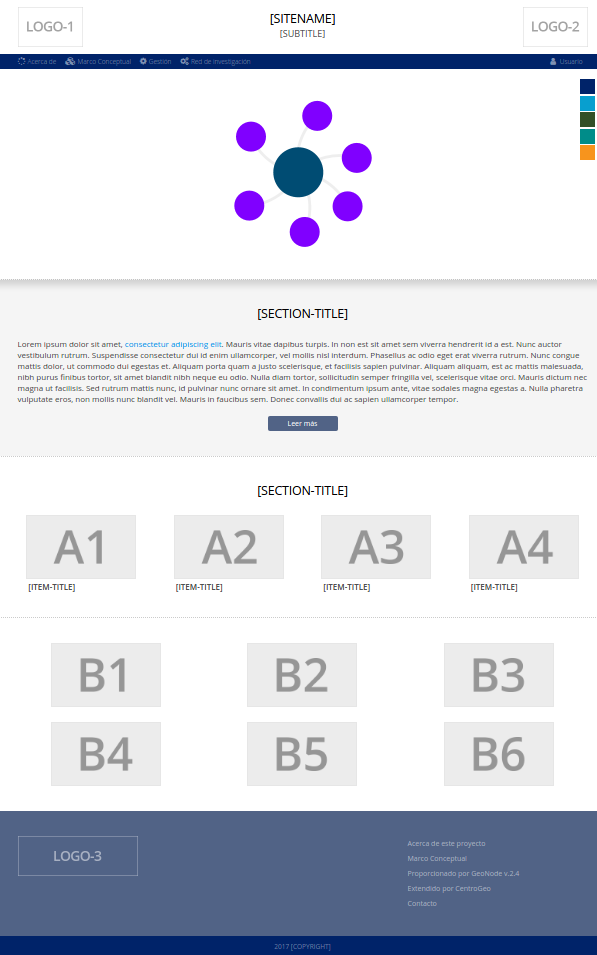 LOGO-1
[SITENAME]
[SUBTITLE]
LOGO-2
Acerca de Marco Conceptual Gestión Red de investigación Usuario
[SECTION-TITLE]
Lorem ipsum dolor sit amet, consectetur adipiscing elit. Mauris vitae dapibus turpis. In non est sit amet sem viverra hendrerit id a est. Nunc auctor
vestibulum rutrum. Suspendisse consectetur dui id enim ullamcorper, vel mollis nisl interdum. Phasellus ac odio eget erat viverra rutrum. Nunc congue
mattis dolor, ut commodo dui egestas et. Aliquam porta quam a justo scelerisque, et facilisis sapien pulvinar. Aliquam aliquam, est ac mattis malesuada,
nibh purus finibus tortor, sit amet blandit nibh neque eu odio. Nulla diam tortor, sollicitudin semper fringilla vel, scelerisque vitae orci. Mauris dictum nec
magna ut facilisis. Sed rutrum mattis nunc, id pulvinar nunc ornare sit amet. In condimentum ipsum ante, vitae sodales magna egestas a. Nulla pharetra
vulputate eros, non mollis nunc blandit vel. Mauris in faucibus sem. Donec convallis dui ac sapien ullamcorper tempor.
Leer más
[SECTION-TITLE]
A1 A2 A3 A4
[ITEM-TITLE] [ITEM-TITLE] [ITEM-TITLE] [ITEM-TITLE]
B1 B2 B3
B4 B5 B6
LOGO-3
Acerca de este proyecto
Marco Conceptual
Proporcionado por GeoNode v.2.4
Extendido por CentroGeo
Contacto
2017 [COPYRIGHT]